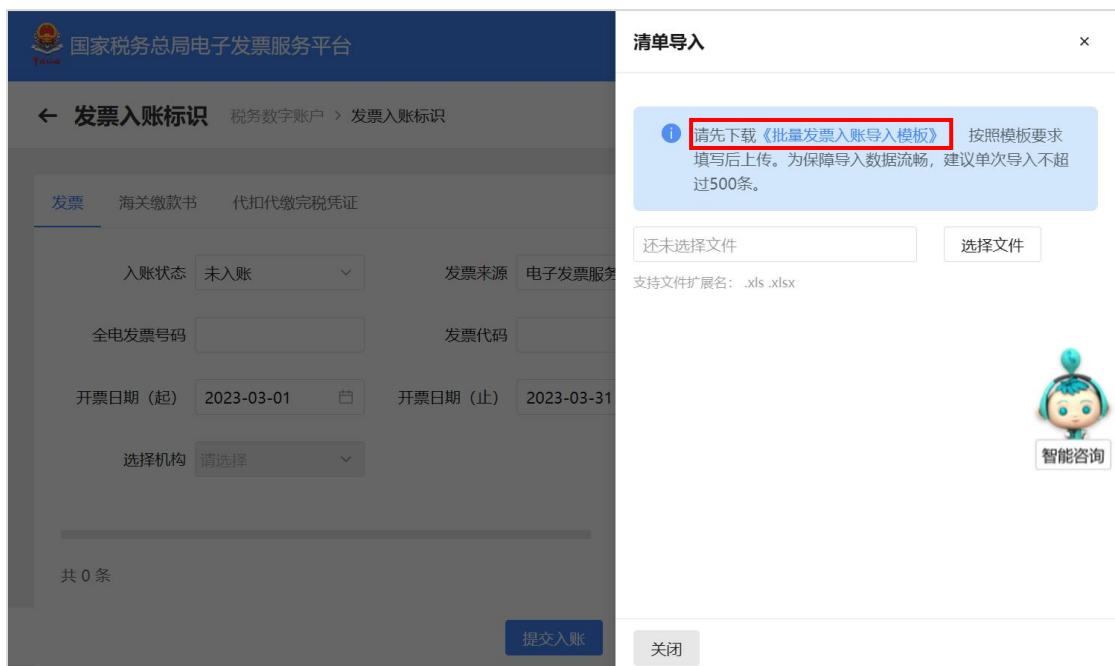 国家税务总局电子发票服务平台
← 发票入账标识 税务数字账户 > 发票入账标识
发票 海关缴款书 代扣代缴完税凭证
入账状态 未入账 发票来源 电子发票服务
全电发票号码 发票代码
开票日期（起） 2023-03-01 开票日期（止） 2023-03-31
选择机构 请选择
共 0 条
提交入账
清单导入 ×
请先下载《批量发票入账导入模板》 按照模板要求
填写后上传。为保障导入数据流畅，建议单次导入不超
过500条。
还未选择文件 选择文件
支持文件扩展名： .xls .xlsx
智能咨询
关闭